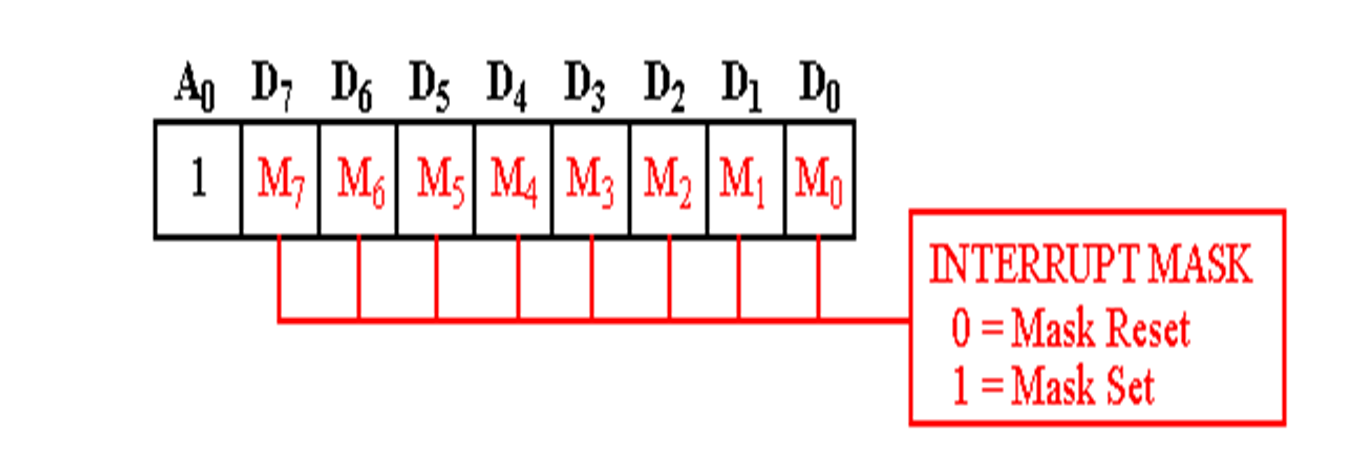 A₀ D₇ D₆ D₅ D₄ D₃ D₂ D₁ D₀
1 M₇ M₆ M₅ M₄ M₃ M₂ M₁ M₀
INTERRUPT MASK
0 = Mask Reset
1 = Mask Set